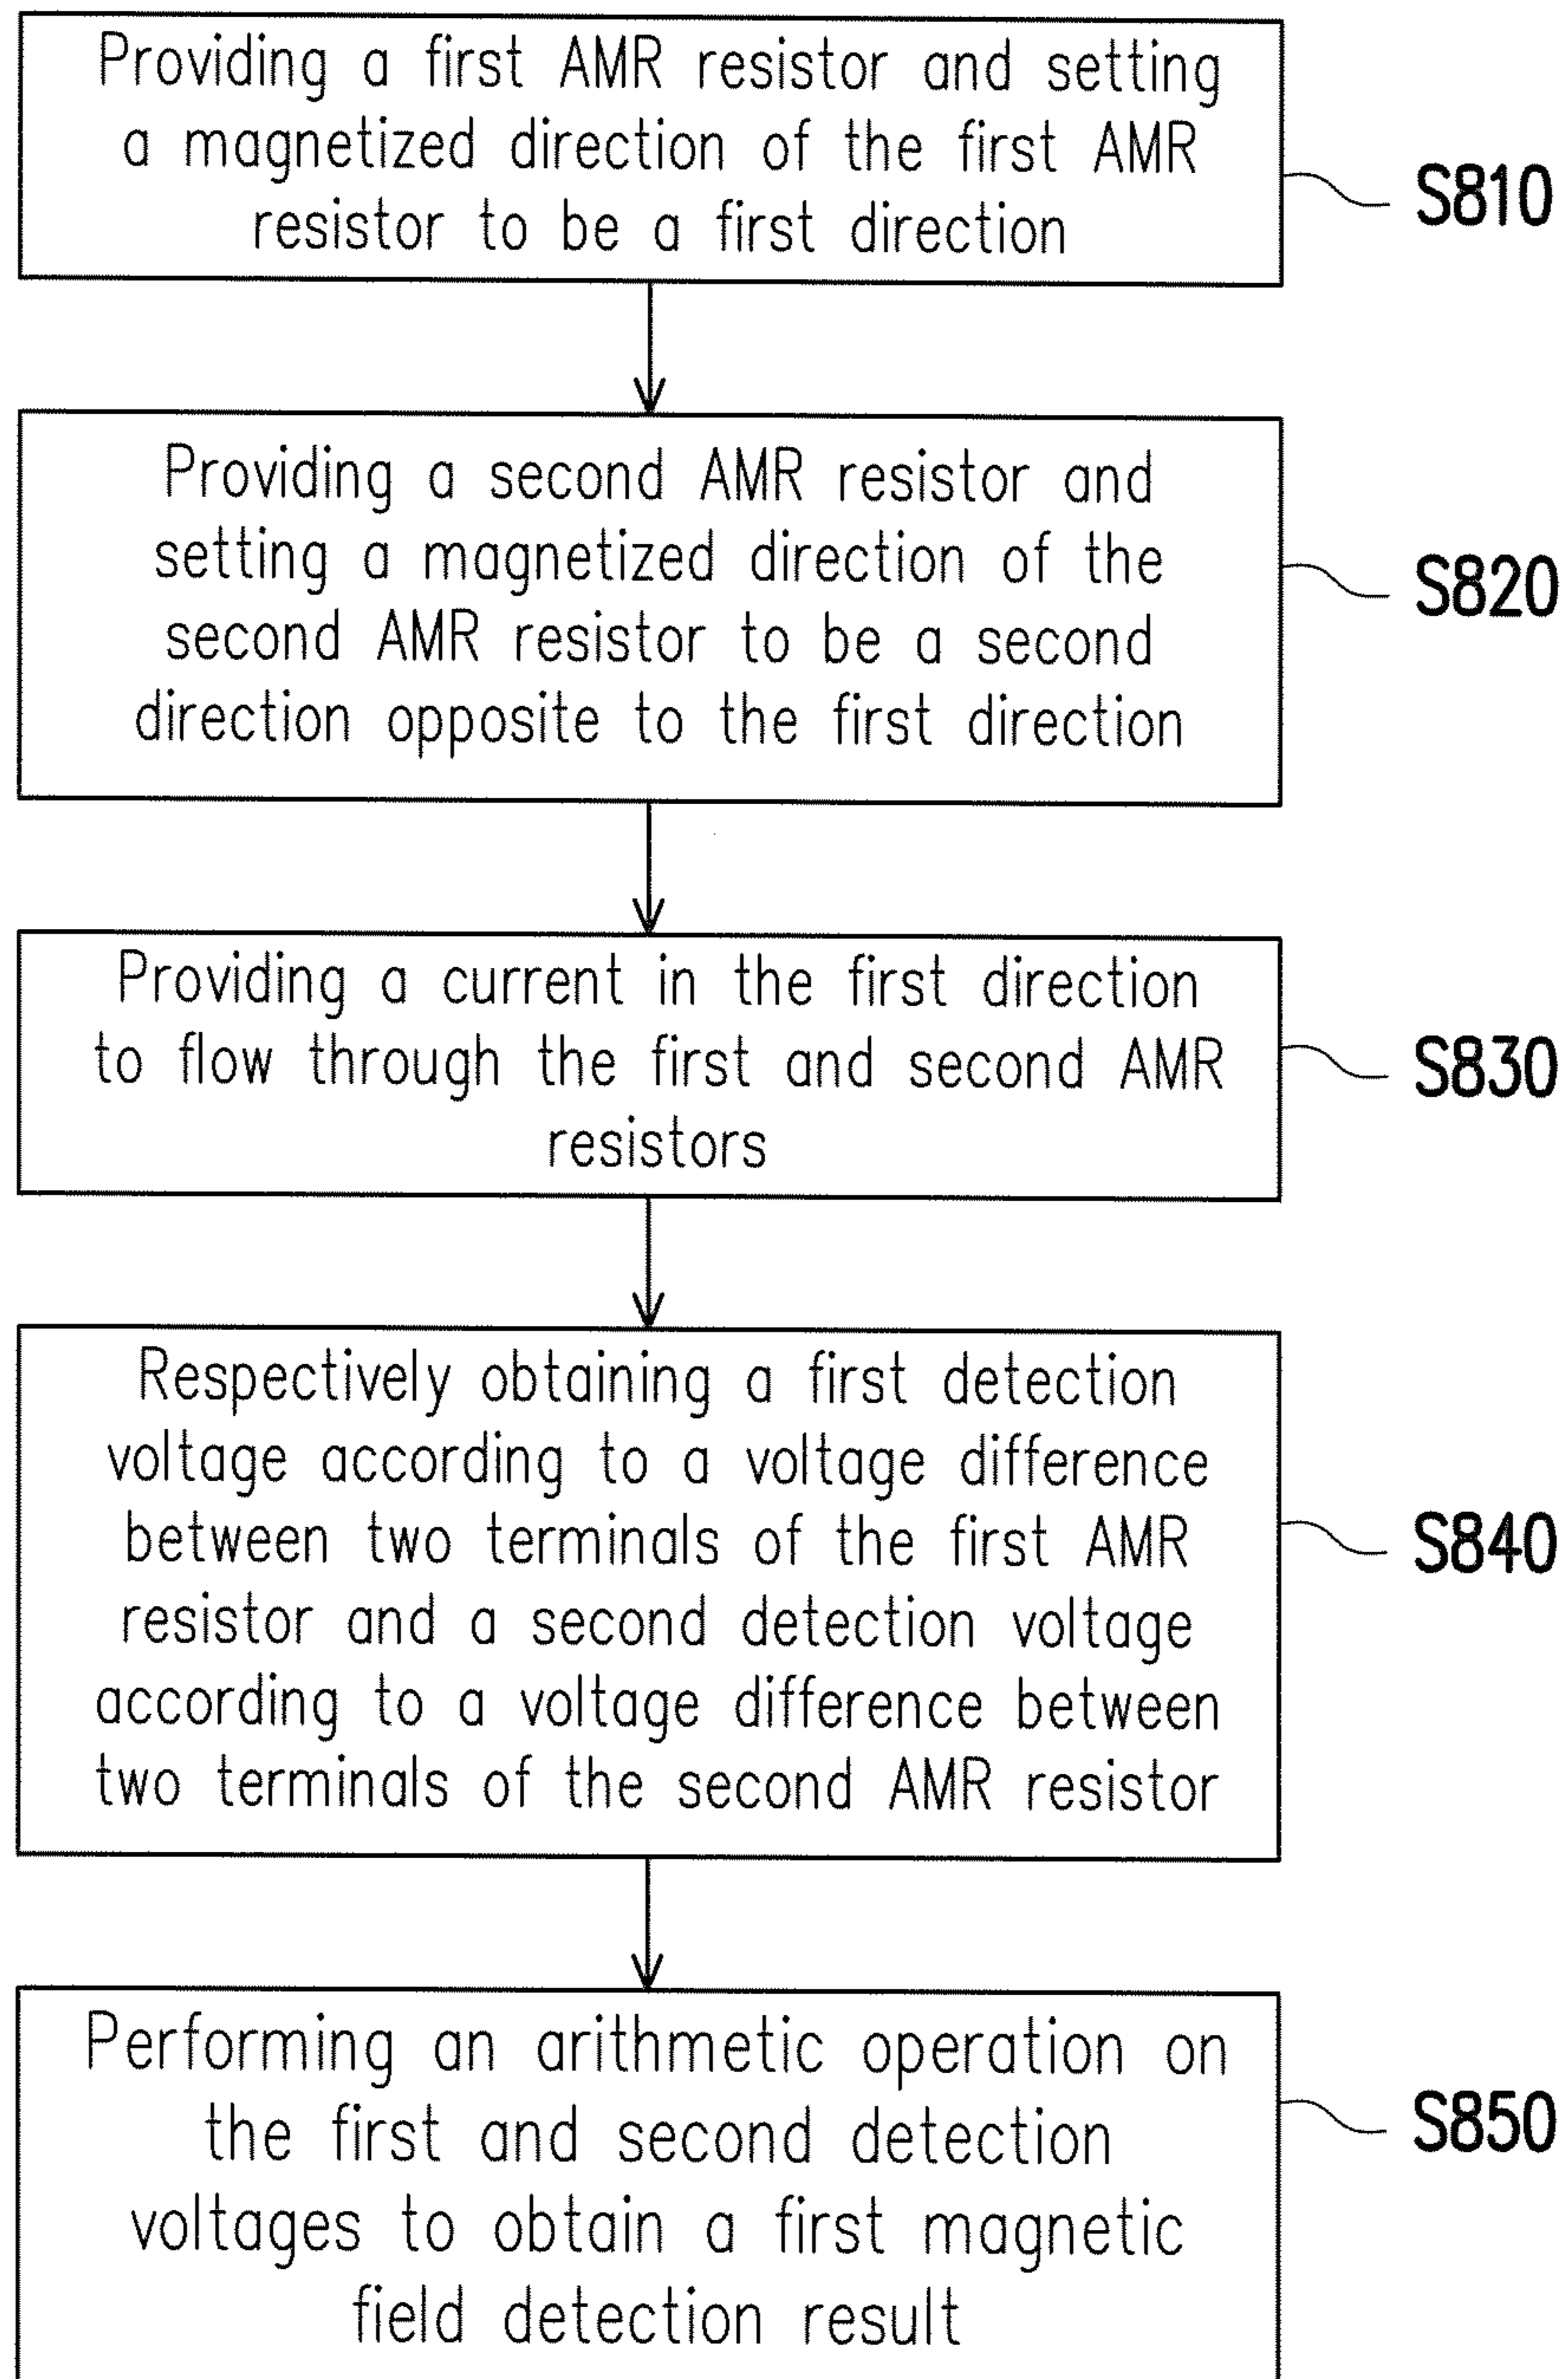 Providing a first AMR resistor and setting
a magnetized direction of the first AMR
resistor to be a first direction
S810
Providing a second AMR resistor and
setting a magnetized direction of the
second AMR resistor to be a second
direction opposite to the first direction
S820
Providing a current in the first direction
to flow through the first and second AMR
resistors
S830
Respectively obtaining a first detection
voltage according to a voltage difference
between two terminals of the first AMR
resistor and a second detection voltage
according to a voltage difference between
two terminals of the second AMR resistor
S840
Performing an arithmetic operation on
the first and second detection
voltages to obtain a first magnetic
field detection result
S850